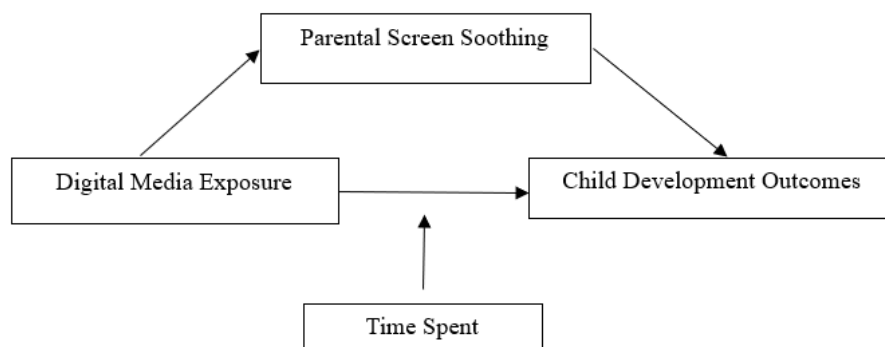 Parental Screen Soothing
Digital Media Exposure
Child Development Outcomes
Time Spent